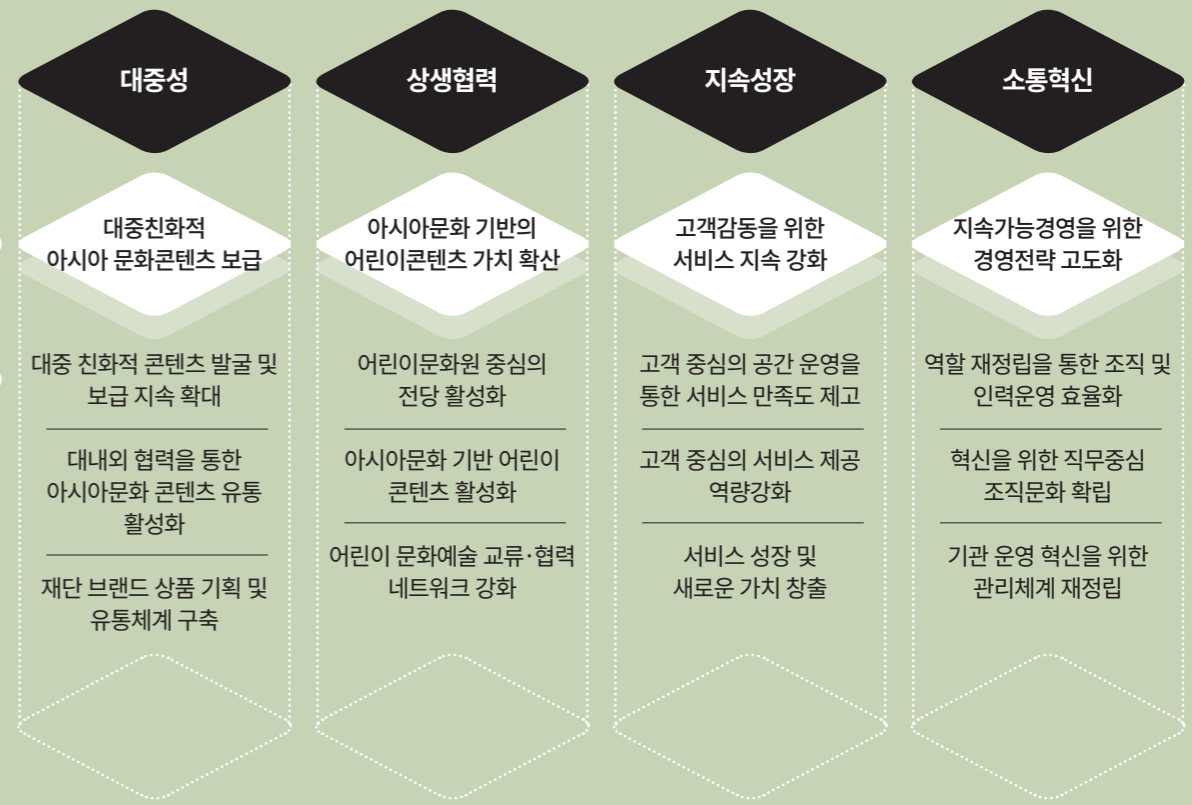 대중성
상생협력
지속성장
소통혁신
대중친화적
아시아 문화콘텐츠 보급
아시아문화 기반의
어린이콘텐츠 가치 확산
고객감동을 위한
서비스 지속 강화
지속가능경영을 위한
경영전략 고도화
대중 친화적 콘텐츠 발굴 및
보급 지속 확대
대내외 협력을 통한
아시아문화 콘텐츠 유통
활성화
재단 브랜드 상품 기획 및
유통체계 구축
어린이문화원 중심의
전당 활성화
아시아문화 기반 어린이
콘텐츠 활성화
어린이 문화예술 교류·협력
네트워크 강화
고객 중심의 공간 운영을
통한 서비스 만족도 제고
고객 중심의 서비스 제공
역량강화
서비스 성장 및
새로운 가치 창출
역할 재정립을 통한 조직 및
인력운영 효율화
혁신을 위한 직무중심
조직문화 확립
기관 운영 혁신을 위한
관리체계 재정립